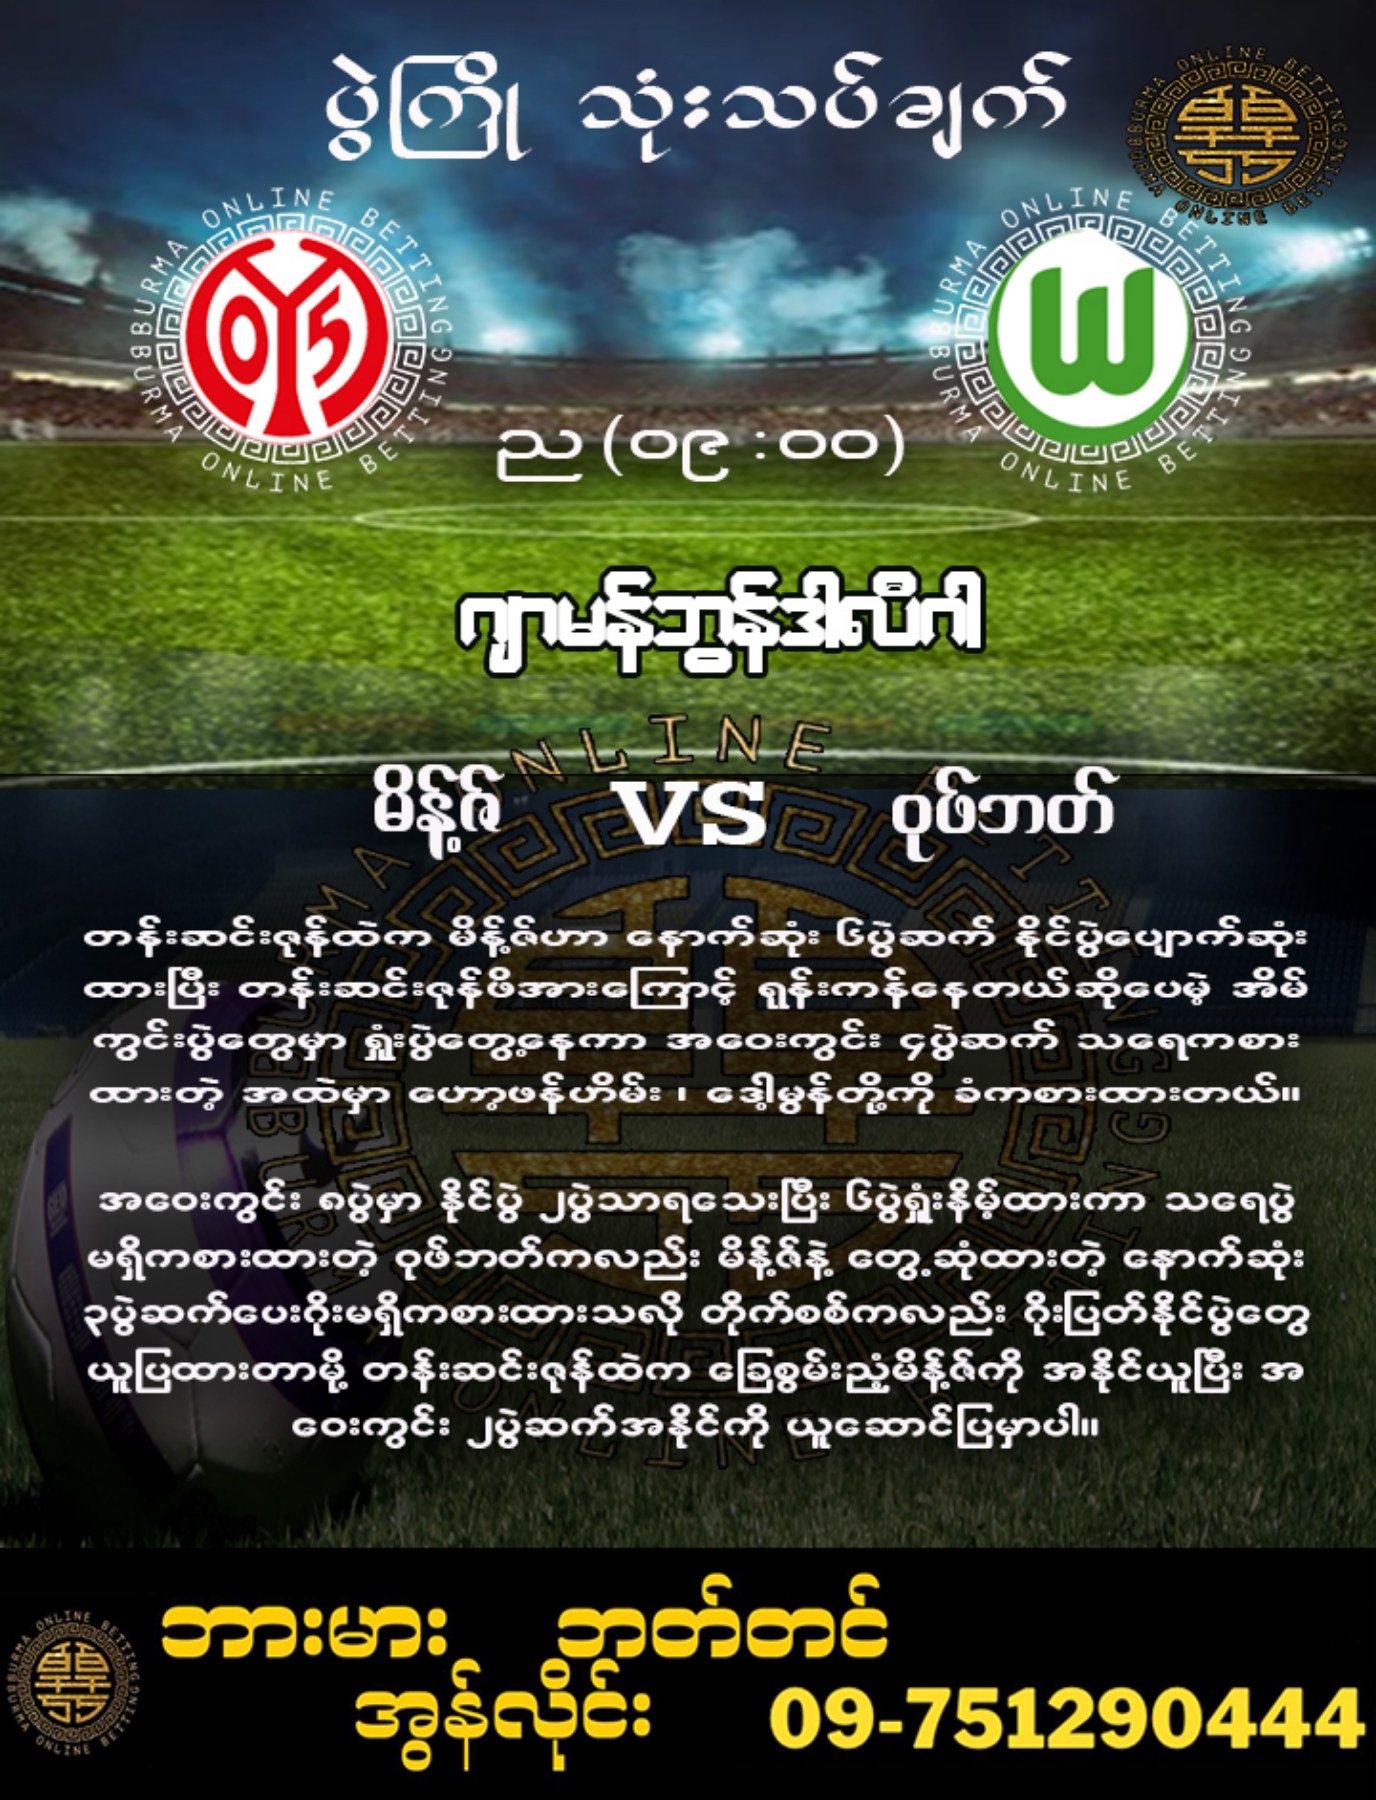 ပွဲကြို သုံးသပ်ချက်
BURMA ONLINE BETTING
BURMA ONLINE BETTING
BURMA ONLINE BETTING
05
W
ည (၀၉ :၀၀)
ဂျာမန်ဘွန်ဒါလီဂါ
မိန့်ဇ် VS ဝုဖ်ဘတ်
တန်းဆင်းဇုန်ထဲက မိန့်ဇ်ဟာ နောက်ဆုံး ၆ပွဲဆက် နိုင်ပွဲပျောက်ဆုံး
ထားပြီး တန်းဆင်းဇုန်ဖိအားကြောင့် ရုန်းကန်နေတယ်ဆိုပေမဲ့ အိမ်
ကွင်းပွဲတွေမှာ ရှုံးပွဲတွေ့နေကာ အဝေးကွင်း ၄ပွဲဆက် သရေကစား
ထားတဲ့ အထဲမှာ ဟော့ဖန်ဟိမ်း ၊ ဒေါ့မွန်တို့ကို ခံကစားထားတယ်။
အဝေးကွင်း ၈ပွဲမှာ နိုင်ပွဲ ၂ပွဲသာရသေးပြီး ၆ပွဲရှုံးနိမ့်ထားကာ သရေပွဲ
မရှိကစားထားတဲ့ ဝုဖ်ဘတ်ကလည်း မိန့်ဇ်နဲ့ တွေ့ဆုံထားတဲ့ နောက်ဆုံး
၃ပွဲဆက်ပေးဂိုးမရှိကစားထားသလို တိုက်စစ်ကလည်း ဂိုးပြတ်နိုင်ပွဲတွေ
ယူပြထားတာမို့ တန်းဆင်းဇုန်ထဲက ခြေစွမ်းညံ့မိန့်ဇ်ကို အနိုင်ယူပြီး အ
ဝေးကွင်း ၂ပွဲဆက်အနိုင်ကို ယူဆောင်ပြမှာပါ။
BURMA ONLINE BETTING
ဘားမား ဘတ်တင်
အွန်လိုင်း 09-751290444